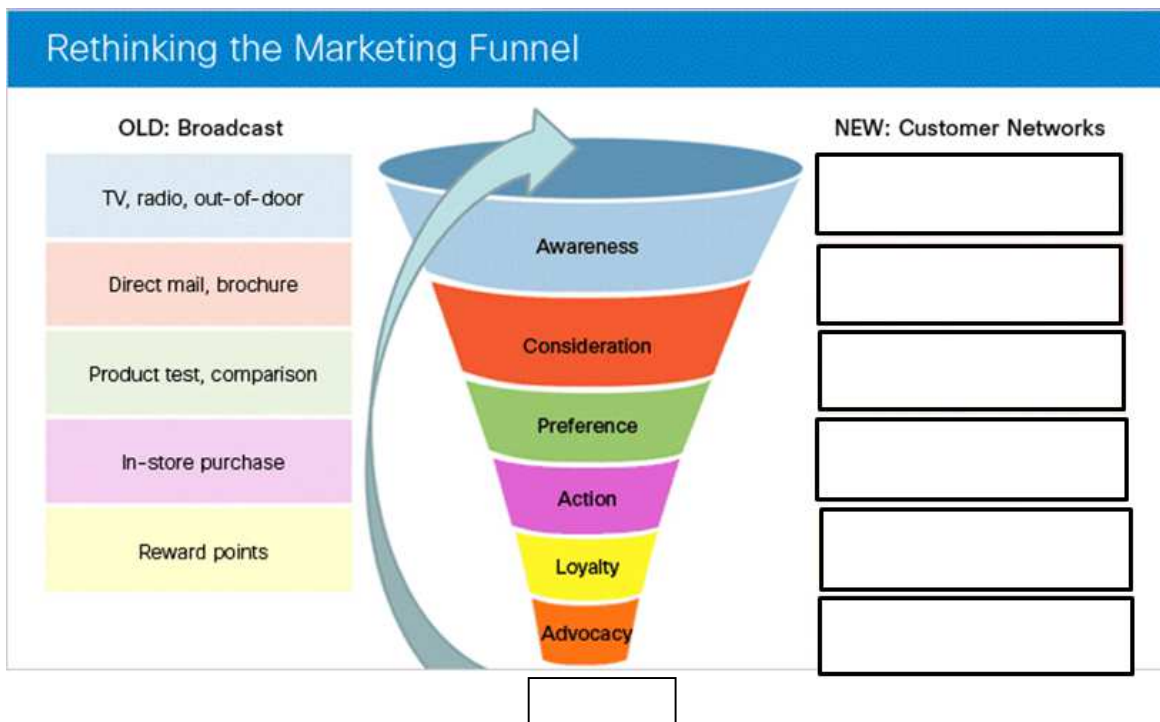 Rethinking the Marketing Funnel
OLD: Broadcast
TV, radio, out-of-door
Direct mail, brochure
Product test, comparison
In-store purchase
Reward points
Awareness
Consideration
Preference
Action
Loyalty
Advocacy
NEW: Customer Networks